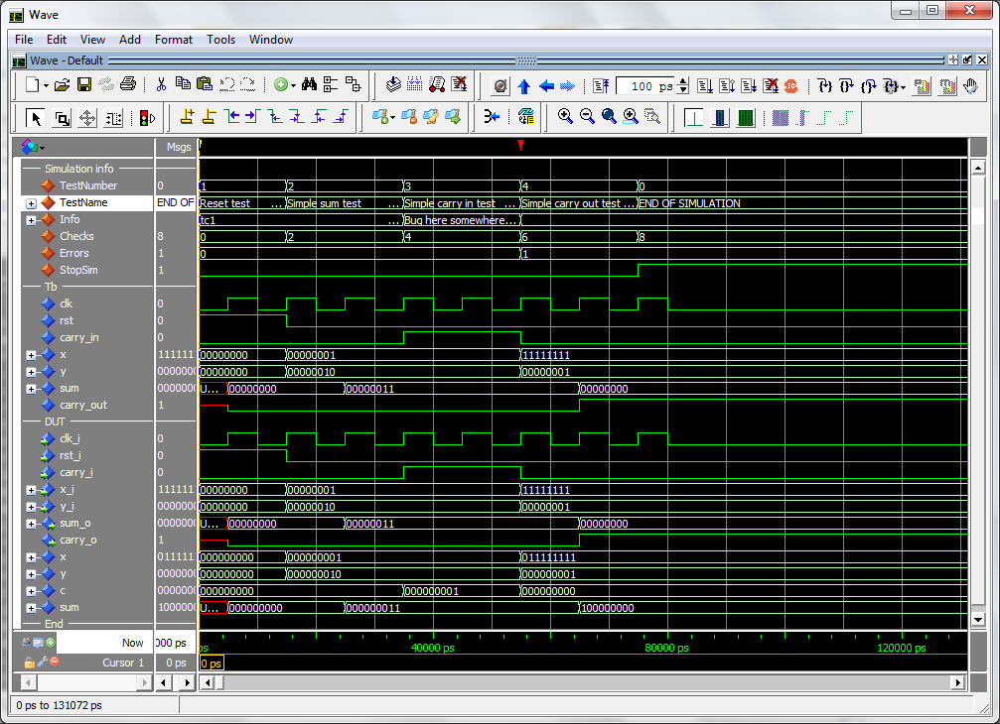 Wave
File Edit View Add Format Tools Window
Wave - Default
100 ps
Msgs
Simulation info
TestNumber 0 1 2 3 4 0
TestName END OF Reset test ... Simple sum test ... Simple carry in test ... Simple carry out test ... END OF SIMULATION
Info tc1 ... Bug here somewhere...
Checks 8 0 2 4 6 8
Errors 1 0 1
StopSim 1
Tb
clk 0
rst 0
carry_in 0
x 111111 00000000 00000001 11111111
y 0000000 00000000 00000010 00000001
sum 0000000 U... 00000000 00000011 00000000
carry_out 1
DUT
clk_i 0
rst_i 0
carry_i 0
x_i 111111 00000000 00000001 11111111
y_i 0000000 00000000 00000010 00000001
sum_o 0000000 U... 00000000 00000011 00000000
carry_o 1
x 011111 000000000 000000001 011111111
y 0000000 000000000 000000010 000000001
c 0000000 000000000 000000001 000000000
sum 1000000 U... 000000000 000000011 100000000
End
Now 000 ps ps 40000 ps 80000 ps 120000 ps
Cursor 1 0 ps 0 ps
0 ps to 131072 ps